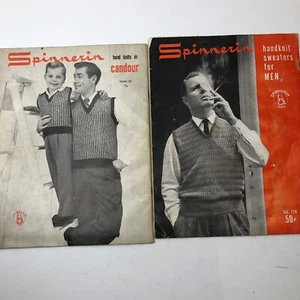 Spinnerin
hand knits in
candour
Spinnerin
handknit
sweaters for
MEN
50¢